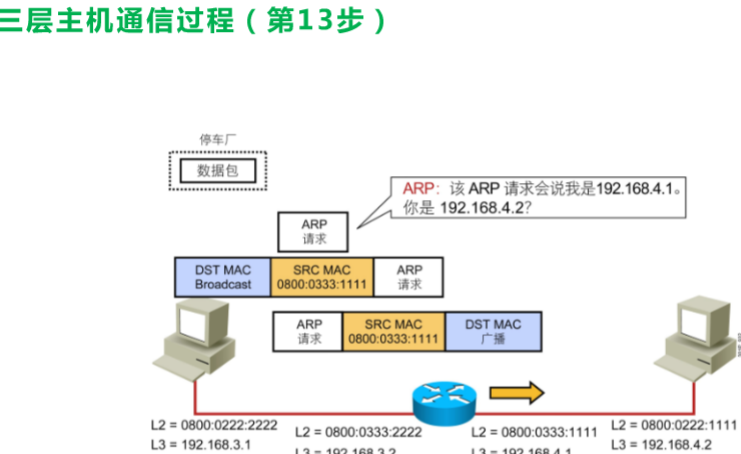 三层主机通信过程（第13步）
停车厂
数据包
ARP：该 ARP 请求会说我是192.168.4.1。
你是 192.168.4.2?
ARP
请求
DST MAC
Broadcast
SRC MAC
0800:0333:1111
ARP
请求
ARP
请求
SRC MAC
0800:0333:1111
DST MAC
广播
L2 = 0800:0222:2222
L3 = 192.168.3.1
L2 = 0800:0333:2222
L3 = 192.168.3.2
L2 = 0800:0333:1111
L3 = 192.168.4.1
L2 = 0800:0222:1111
L3 = 192.168.4.2